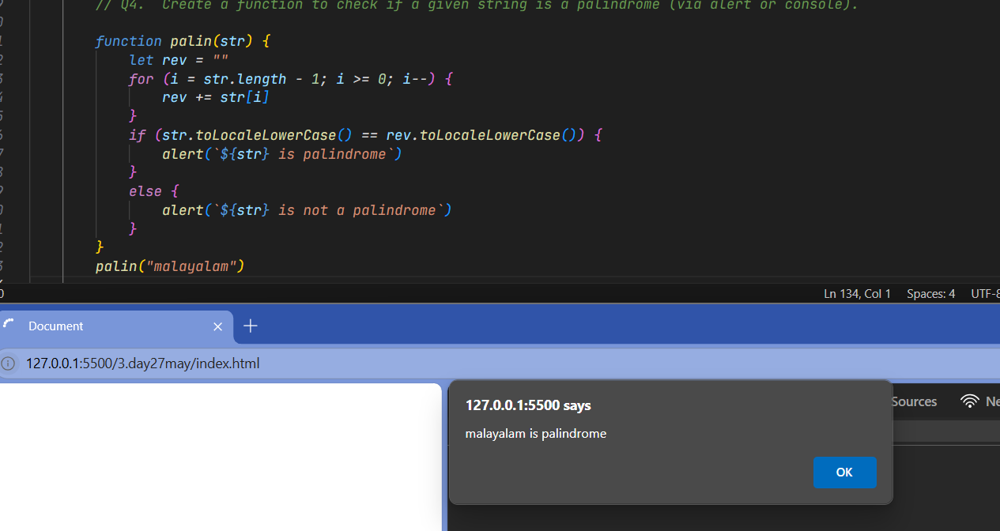 // Q4.  Create a function to check if a given string is a palindrome (via alert or console).
function palin(str) {
let rev = ""
for (i = str.length - 1; i >= 0; i--) {
rev += str[i]
}
if (str.toLocaleLowerCase() == rev.toLocaleLowerCase()) {
alert(`${str} is palindrome`)
}
else {
alert(`${str} is not a palindrome`)
}
}
palin("malayalam")
Ln 134, Col 1 Spaces: 4 UTF-8
Document
127.0.0.1:5500/3.day27may/index.html
127.0.0.1:5500 says
Sources
malayalam is palindrome
OK